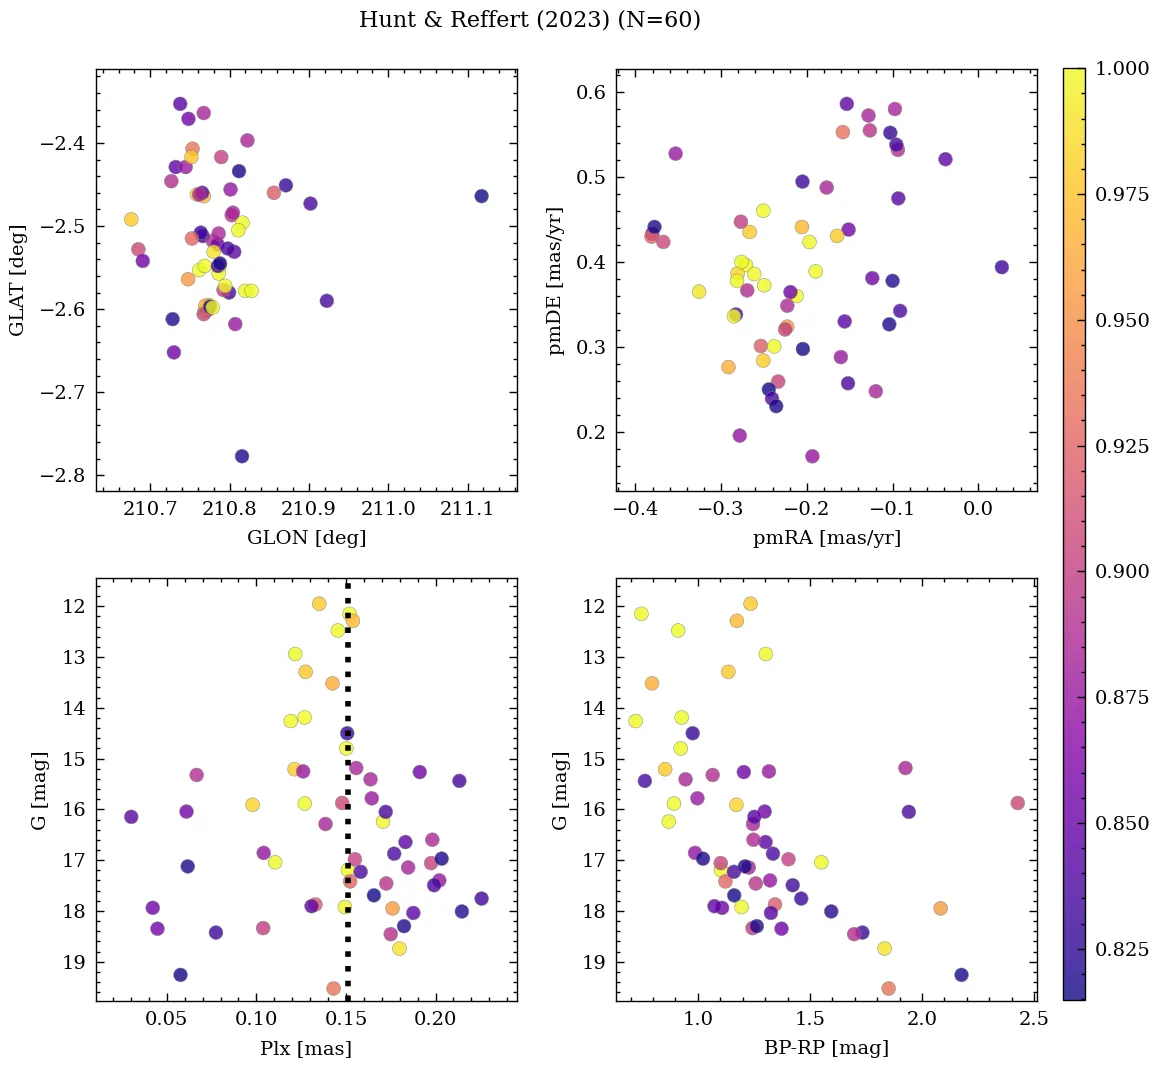 Hunt & Reffert (2023) (N=60)
−2.4
−2.5
−2.6
−2.7
−2.8
GLAT [deg]
210.7 210.8 210.9 211.0 211.1
GLON [deg]
0.6
0.5
0.4
0.3
0.2
pmDE [mas/yr]
−0.4 −0.3 −0.2 −0.1 0.0
pmRA [mas/yr]
12
13
14
15
16
17
18
19
G [mag]
0.05 0.10 0.15 0.20
Plx [mas]
12
13
14
15
16
17
18
19
G [mag]
1.0 1.5 2.0 2.5
BP-RP [mag]
1.000
0.975
0.950
0.925
0.900
0.875
0.850
0.825